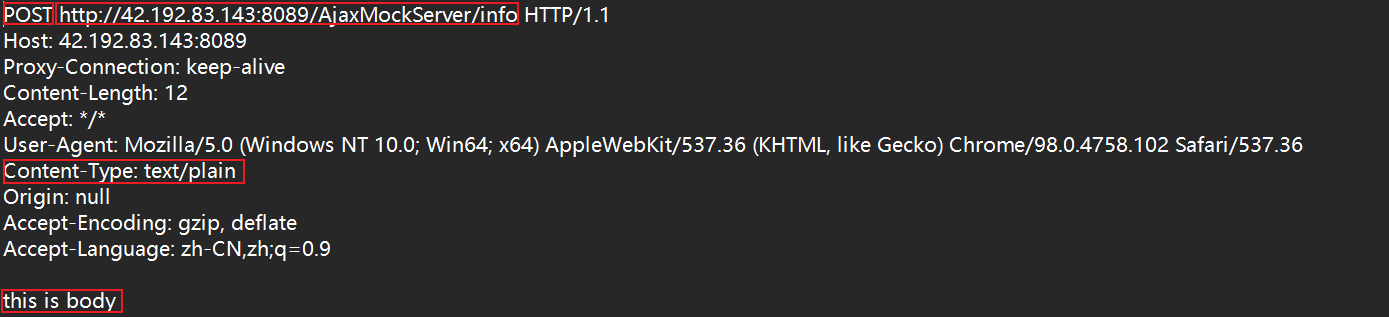 POST http://42.192.83.143:8089/AjaxMockServer/info HTTP/1.1
Host: 42.192.83.143:8089
Proxy-Connection: keep-alive
Content-Length: 12
Accept: */*
User-Agent: Mozilla/5.0 (Windows NT 10.0; Win64; x64) AppleWebKit/537.36 (KHTML, like Gecko) Chrome/98.0.4758.102 Safari/537.36
Content-Type: text/plain
Origin: null
Accept-Encoding: gzip, deflate
Accept-Language: zh-CN,zh;q=0.9
this is body